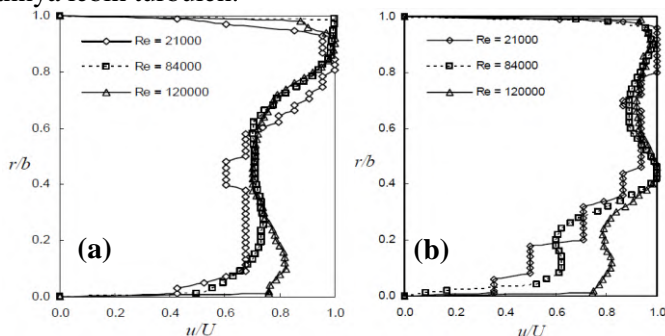 lebih turbulen.
(a)
Re = 21000
Re = 84000
Re = 120000
r/b
1.0
0.8
0.6
0.4
0.2
0.0
0.0 0.2 0.4 0.6 0.8 1.0
u/U
(b)
Re = 21000
Re = 84000
Re = 120000
r/b
1.0
0.8
0.6
0.4
0.2
0.0
0.0 0.2 0.4 0.6 0.8 1.0
u/U